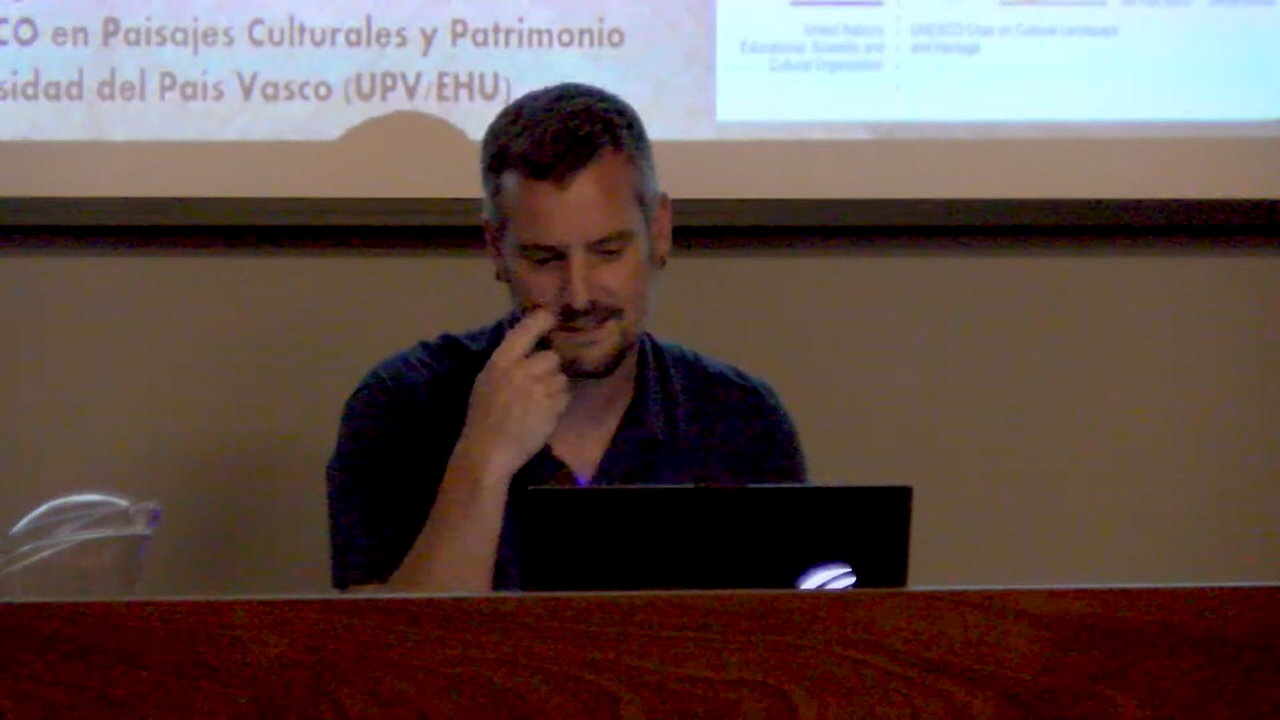 CO en Paisajes Culturales y Patrimonio
sidad del País Vasco (UPV/EHU)
United Nations
Educational, Scientific and
Cultural Organization
UNESCO Chair on Cultural Landscape
and Heritage